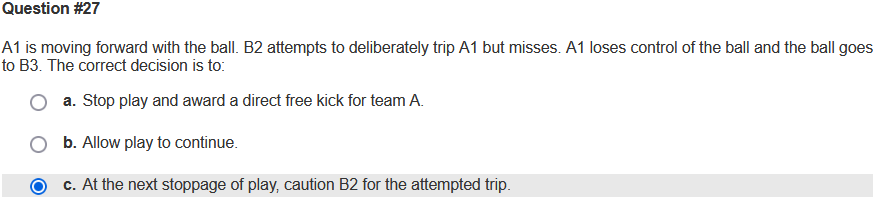 Question #27
A1 is moving forward with the ball. B2 attempts to deliberately trip A1 but misses. A1 loses control of the ball and the ball goes
to B3. The correct decision is to:
a. Stop play and award a direct free kick for team A.
b. Allow play to continue.
c. At the next stoppage of play, caution B2 for the attempted trip.